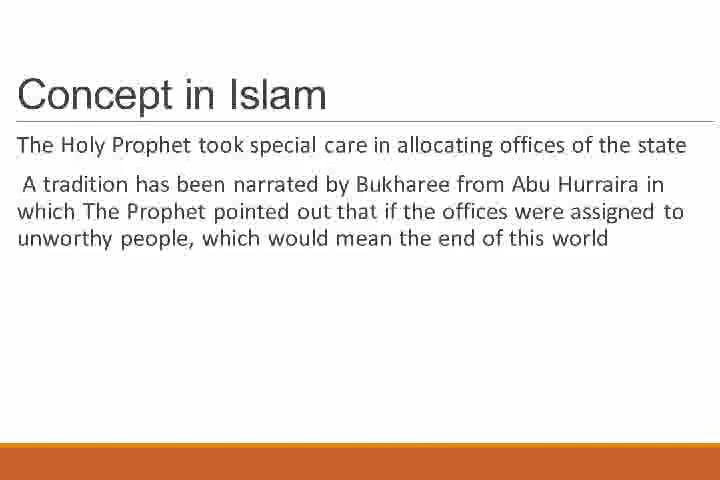 Concept in Islam
The Holy Prophet took special care in allocating offices of the state
A tradition has been narrated by Bukharee from Abu Hurraira in
which The Prophet pointed out that if the offices were assigned to
unworthy people, which would mean the end of this world